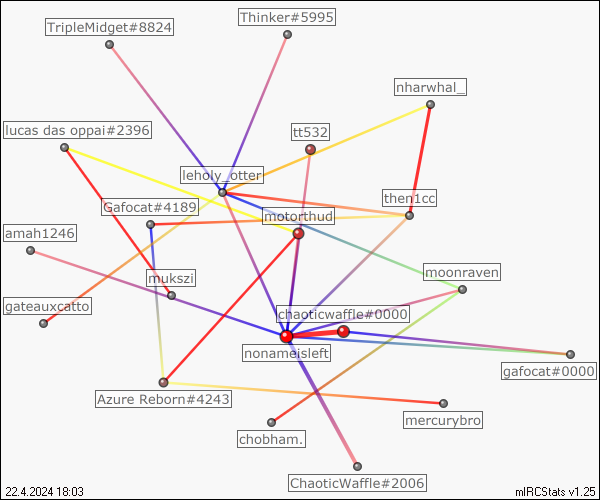 Thinker#5995
TripleMidget#8824
nharwhal_
lucas das oppai#2396
tt532
leholy_otter
then1cc
Gafocat#4189
motorthud
amah1246
mukszi
moonraven
gateauxcatto
chaoticwaffle#0000
nonameisleft
gafocat#0000
Azure Reborn#4243
mercurybro
chobham.
ChaoticWaffle#2006
22.4.2024 18:03
mIRCStats v1.25